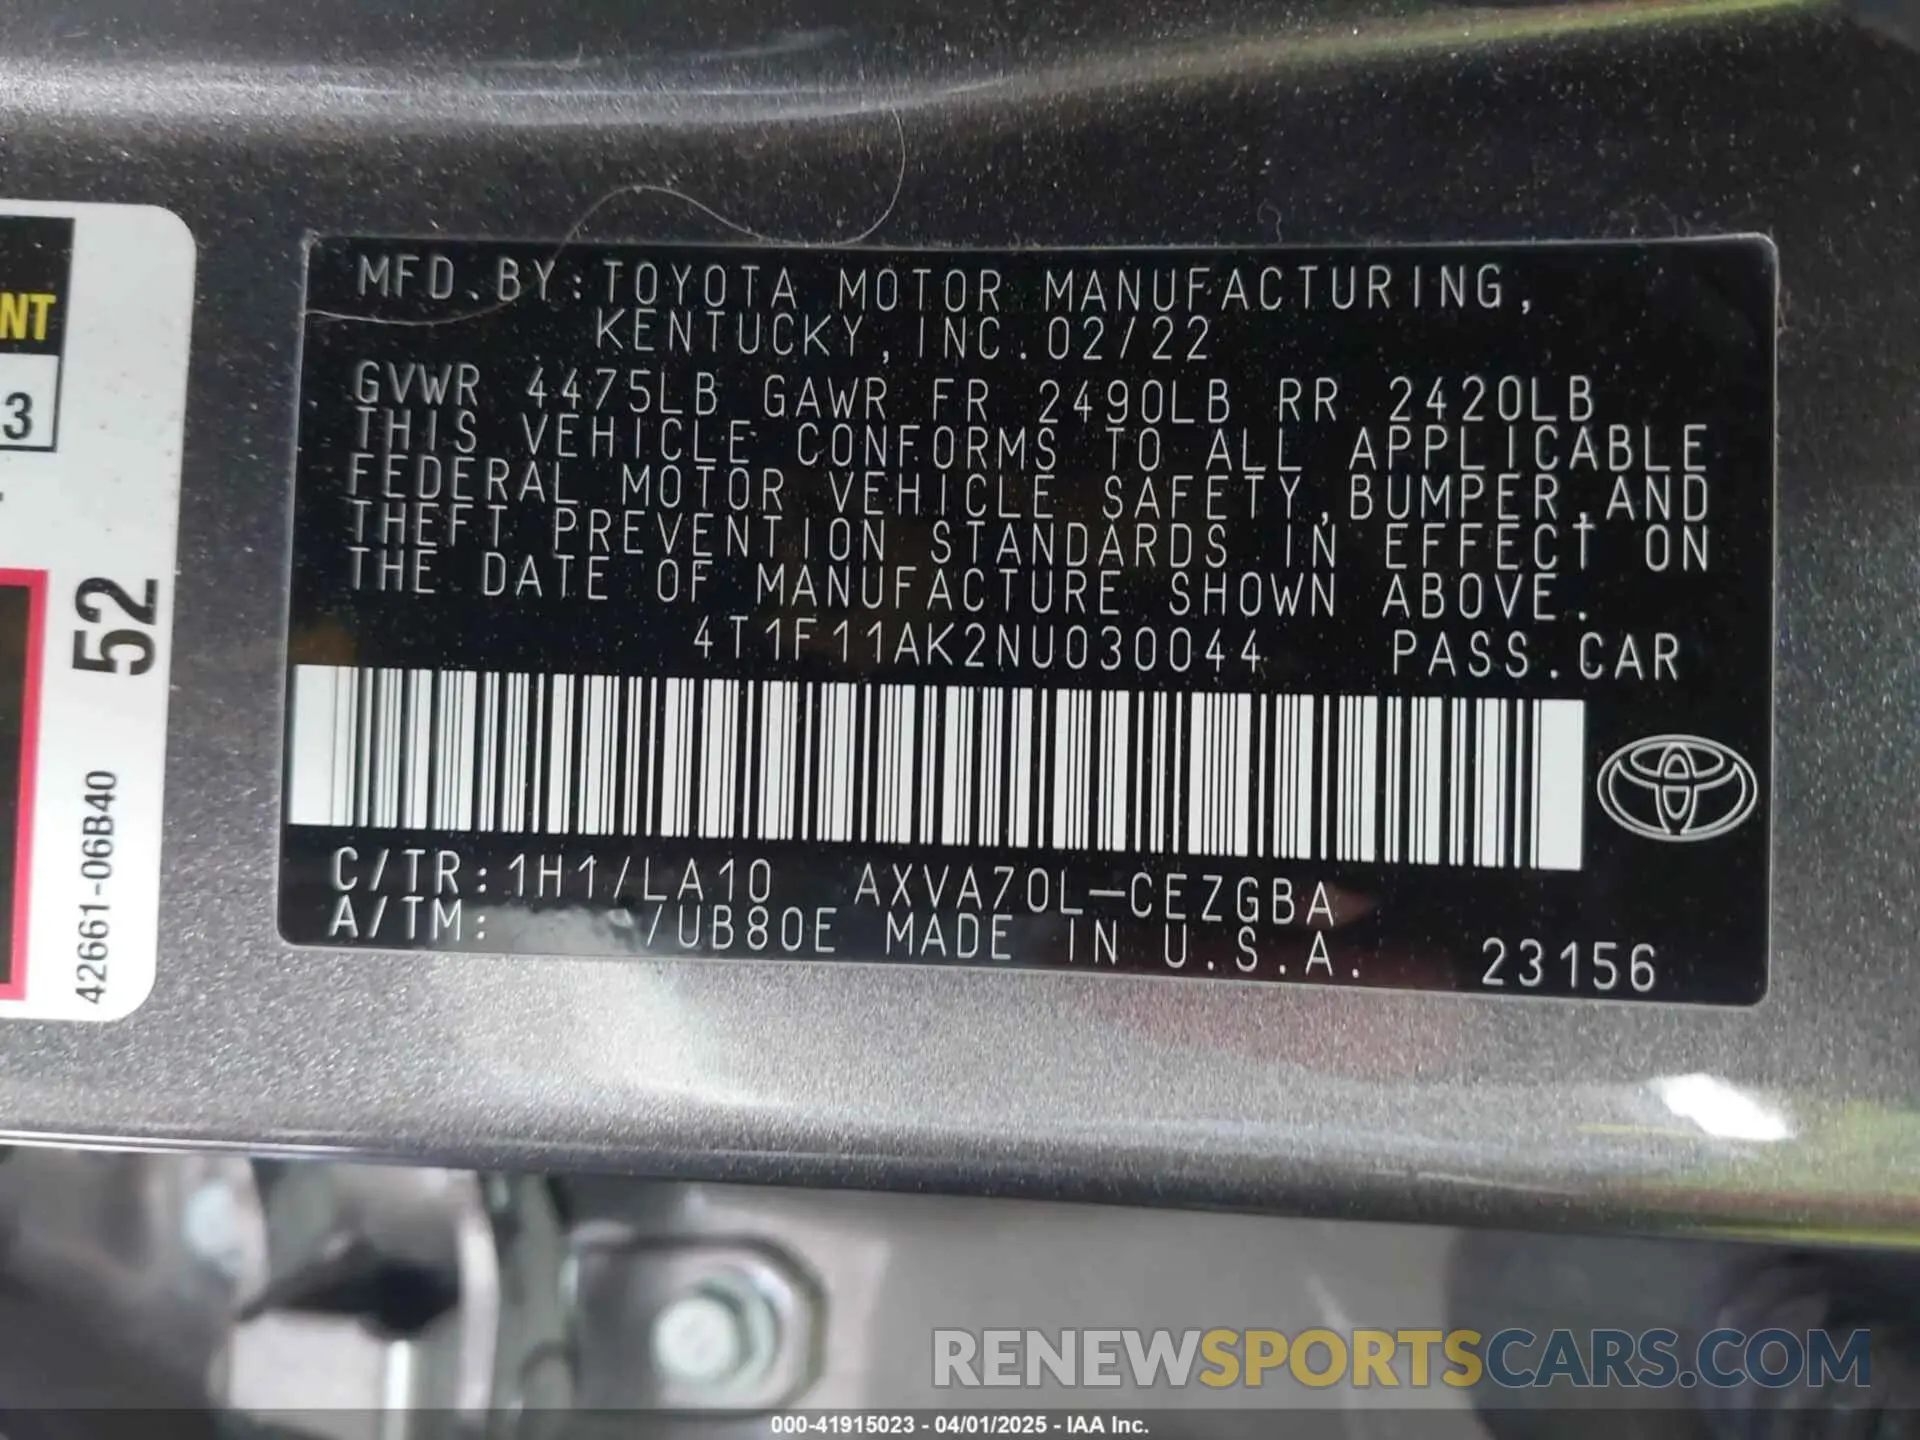 MFD.BY:TOYOTA MOTOR MANUFACTURING,
KENTUCKY, INC. 02/22
GVWR 4475LB GAWR FR 2490LB RR 2420LB
THIS VEHICLE CONFORMS TO ALL APPLICABLE
FEDERAL MOTOR VEHICLE SAFETY, BUMPER, AND
THEFT PREVENTION STANDARDS IN EFFECT ON
THE DATE OF MANUFACTURE SHOWN ABOVE.
4T1F11AK2NU030044 PASS.CAR
C/TR:1H1/LA10 AXVA70L-CEZGBA
A/TM: /UB80E MADE IN U.S.A. 23156
NT
3
52
42661-06B40
RENEWSPORTSCARS.COM
000-41915023 - 04/01/2025 - IAA Inc.